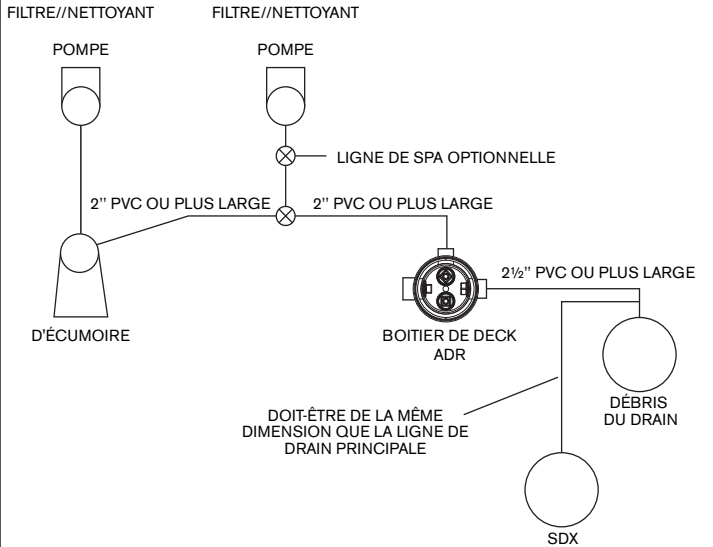 FILTRE//NETTOYANT
FILTRE//NETTOYANT
POMPE
POMPE
LIGNE DE SPA OPTIONNELLE
2’’ PVC OU PLUS LARGE
2’’ PVC OU PLUS LARGE
2½’’ PVC OU PLUS LARGE
D'ÉCUMOIRE
BOITIER DE DECK
ADR
DÉBRIS
DU DRAIN
DOIT-ÊTRE DE LA MÊME
DIMENSION QUE LA LIGNE DE
DRAIN PRINCIPALE
SDX